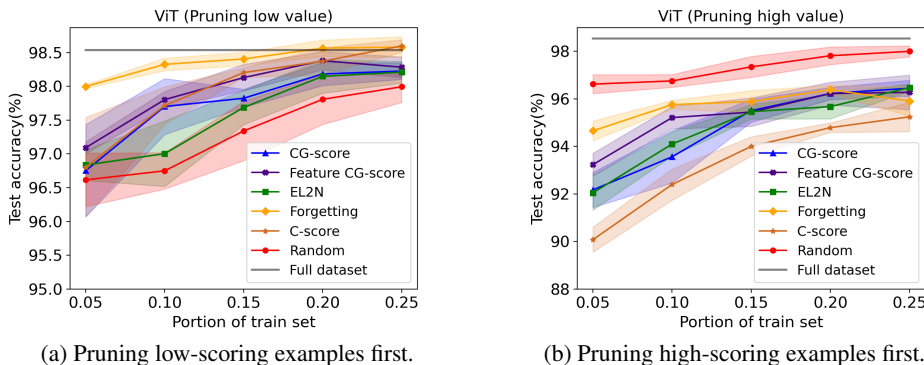 ViT (Pruning low value)
98.5
98.0
97.5
97.0
96.5
96.0
95.5
95.0
Test accuracy(%)
CG-score
Feature CG-score
EL2N
Forgetting
C-score
Random
Full dataset
0.05 0.10 0.15 0.20 0.25
Portion of train set
(a) Pruning low-scoring examples first.
ViT (Pruning high value)
98
96
94
92
90
88
Test accuracy(%)
CG-score
Feature CG-score
EL2N
Forgetting
C-score
Random
Full dataset
0.05 0.10 0.15 0.20 0.25
Portion of train set
(b) Pruning high-scoring examples first.